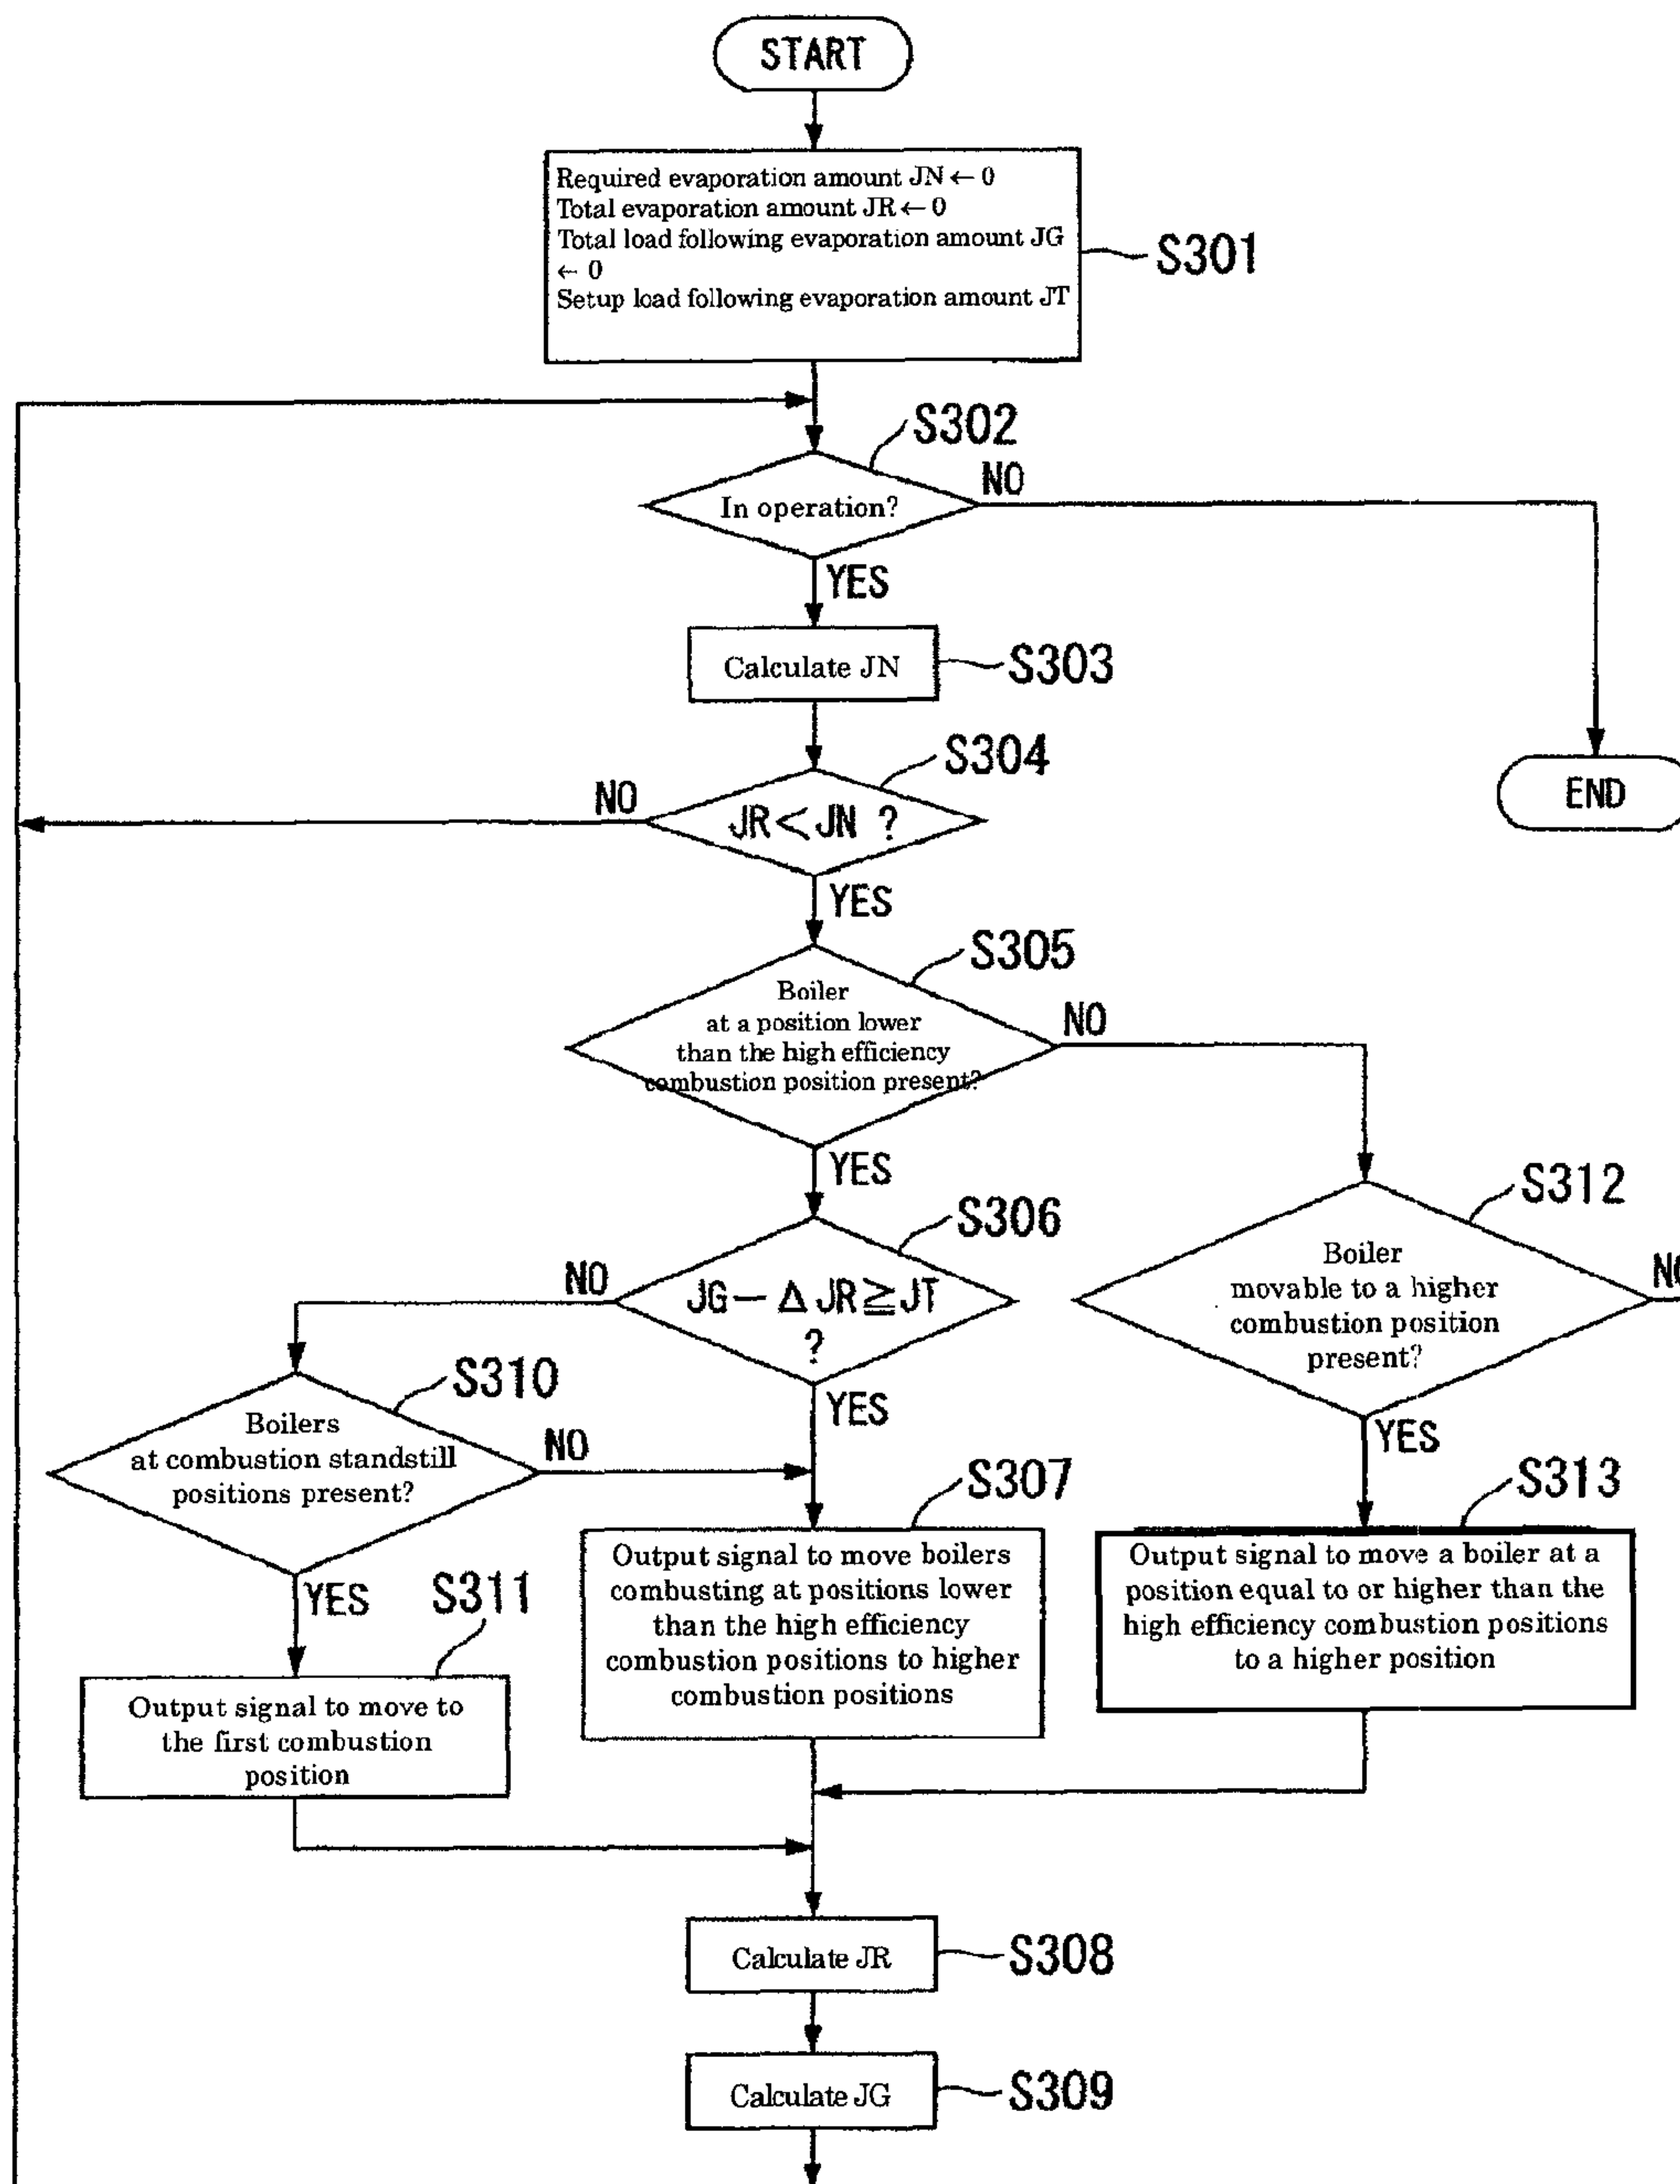 START
Required evaporation amount JN ← 0
Total evaporation amount JR ← 0
Total load following evaporation amount JG
← 0
Setup load following evaporation amount JT
S301
S302
In operation?
NO
YES
Calculate JN
S303
S304
NO
JR < JN ?
END
YES
S305
Boiler
at a position lower
than the high efficiency
combustion position present?
NO
YES
S306
S312
NO
JG − Δ JR ≧ JT
?
Boiler
movable to a higher
combustion position
present?
NO
S310
YES
Boilers
at combustion standstill
positions present?
NO
YES
S307
S313
Output signal to move boilers
combusting at positions lower
than the high efficiency
combustion positions to higher
combustion positions
Output signal to move a boiler at a
position equal to or higher than the
high efficiency combustion positions
to a higher position
YES
S311
Output signal to move to
the first combustion
position
Calculate JR
S308
Calculate JG
S309